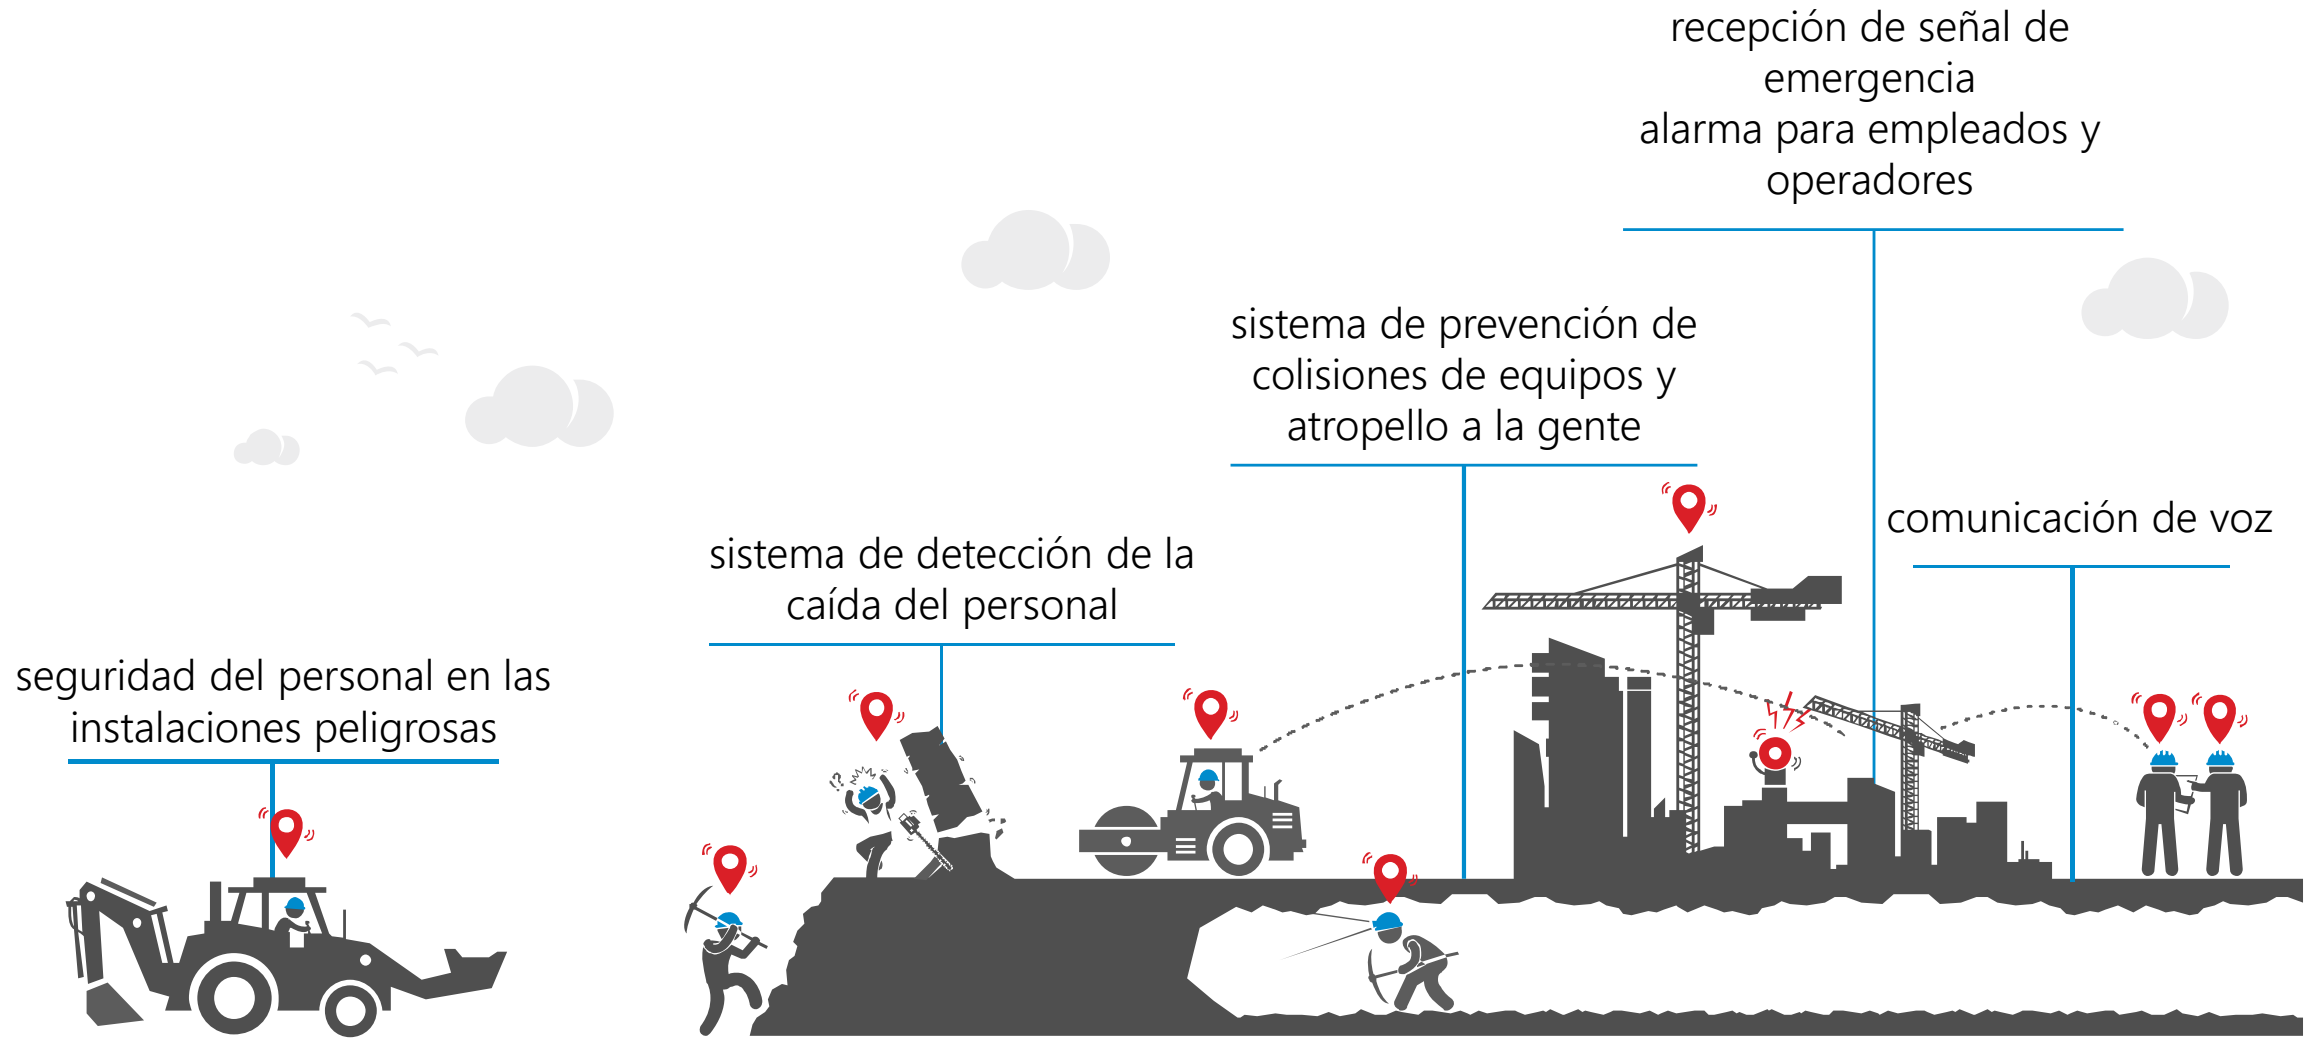 recepción de señal de
emergencia
alarma para empleados y
operadores
sistema de prevención de
colisiones de equipos y
atropello a la gente
comunicación de voz
sistema de detección de la
caída del personal
seguridad del personal en las
instalaciones peligrosas
!?